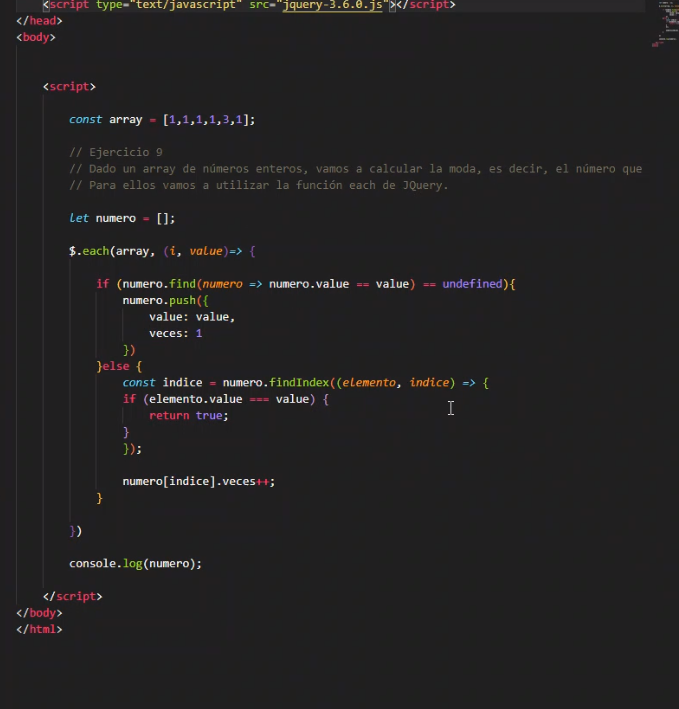 <script type="text/javascript" src="jquery-3.6.0.js"></script>
</head>
<body>
<script>
const array = [1,1,1,1,3,1];
// Ejercicio 9
// Dado un array de números enteros, vamos a calcular la moda, es decir, el número que
// Para ellos vamos a utilizar la función each de JQuery.
let numero = [];
$.each(array, (i, value)=> {
if (numero.find(numero => numero.value == value) == undefined){
numero.push({
value: value,
veces: 1
})
}else {
const indice = numero.findIndex((elemento, indice) => {
if (elemento.value === value) {
return true;
}
});
numero[indice].veces++;
}
})
console.log(numero);
</script>
</body>
</html>